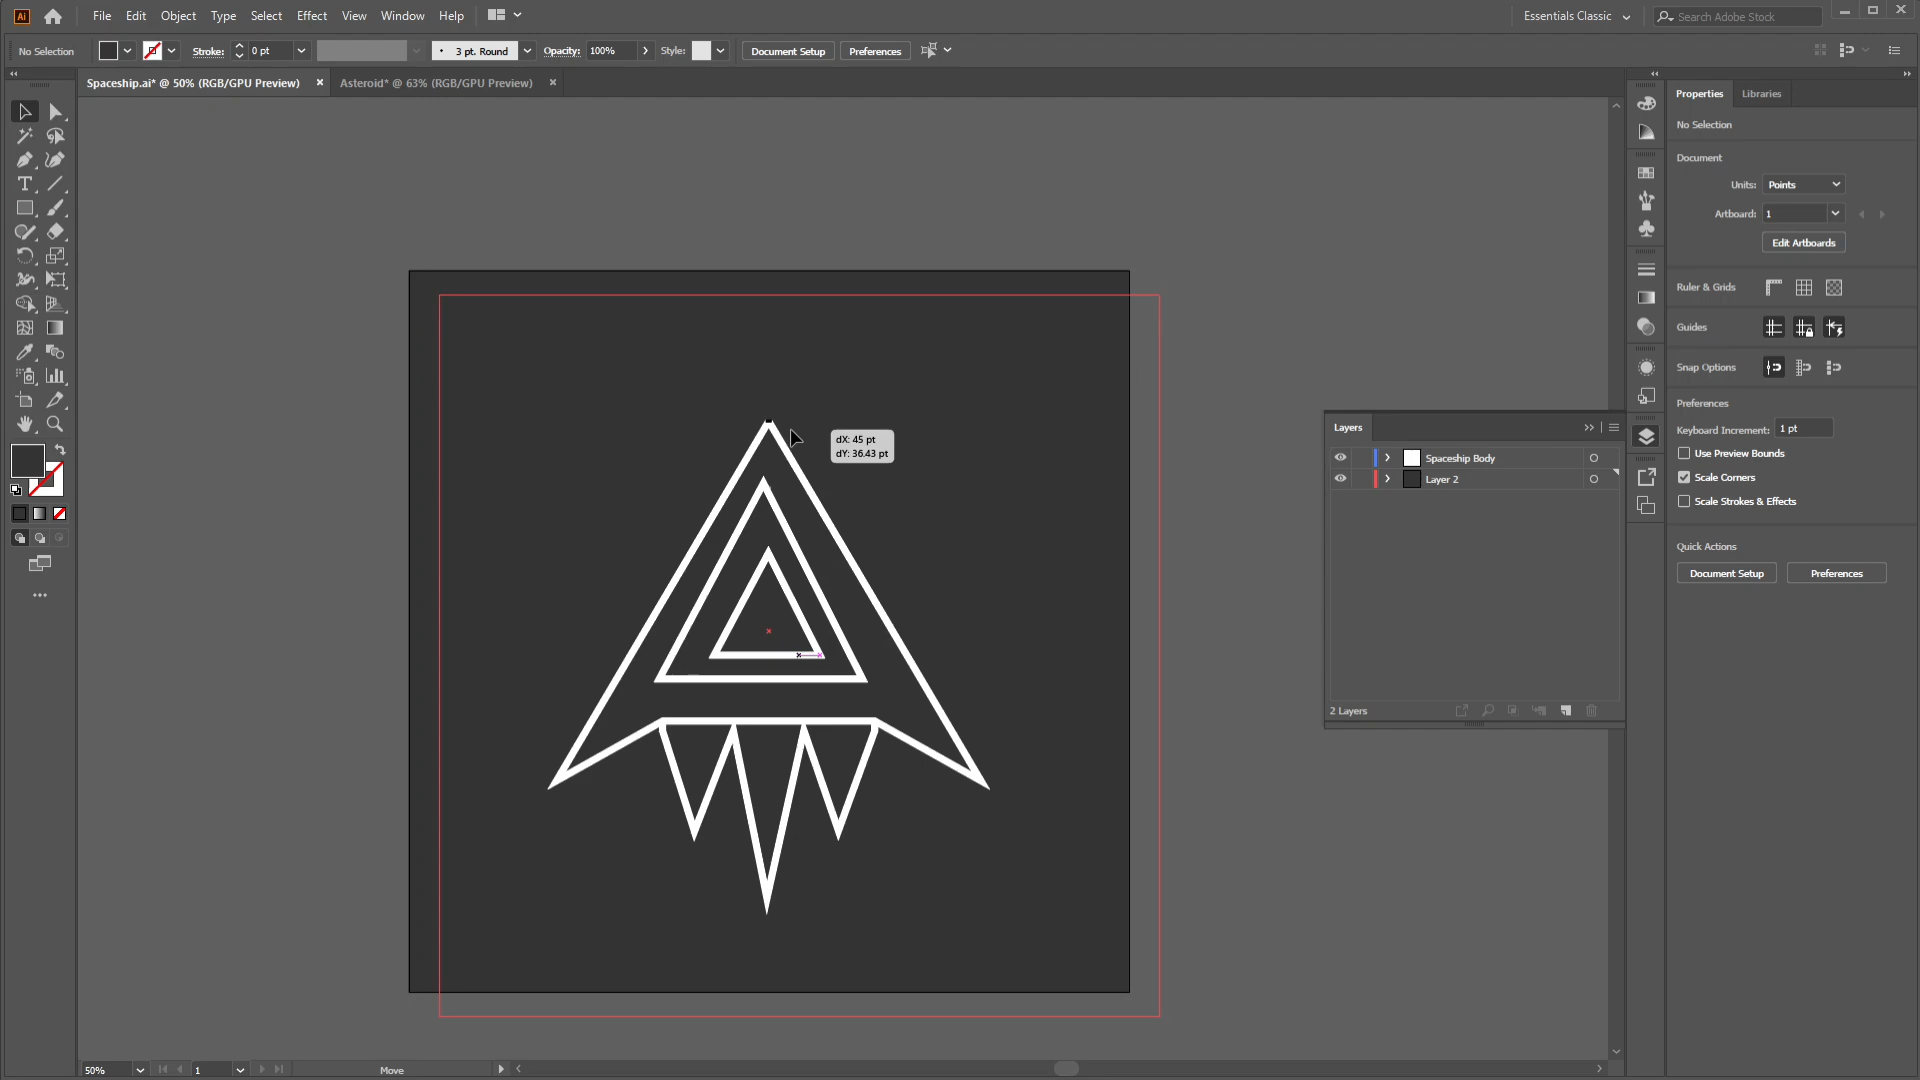 Ai File Edit Object Type Select Effect View Window Help Essentials Classic Search Adobe Stock
No Selection Stroke: 0 pt 3 pt. Round Opacity: 100% Style: Document Setup Preferences
Spaceship.ai* @ 50% (RGB/GPU Preview) × Asteroid* @ 63% (RGB/GPU Preview) ×
Properties Libraries
No Selection
Document
Units: Points
Artboard: 1
Edit Artboards
Ruler & Grids
Guides
Snap Options
Preferences
Keyboard Increment: 1 pt
Use Preview Bounds
Scale Corners
Scale Strokes & Effects
Quick Actions
Document Setup Preferences
dX: 45 pt
dY: 36.43 pt
Layers
Spaceship Body
Layer 2
2 Layers
50% 1 Move